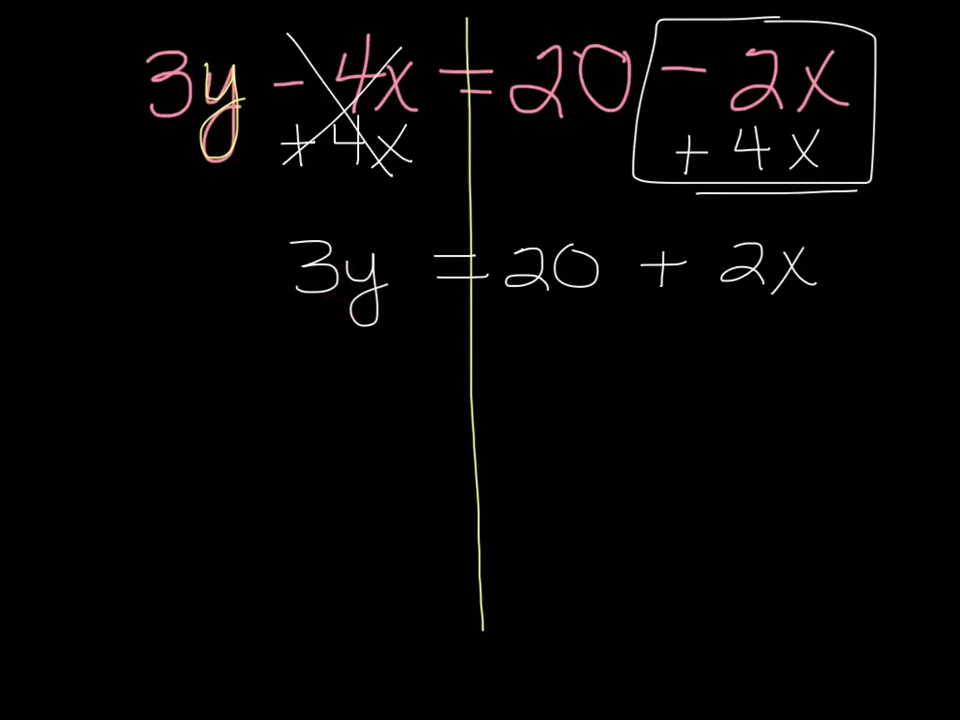 3y - 4x = 20 - 2x
+ 4x + 4x
3y = 20 + 2x